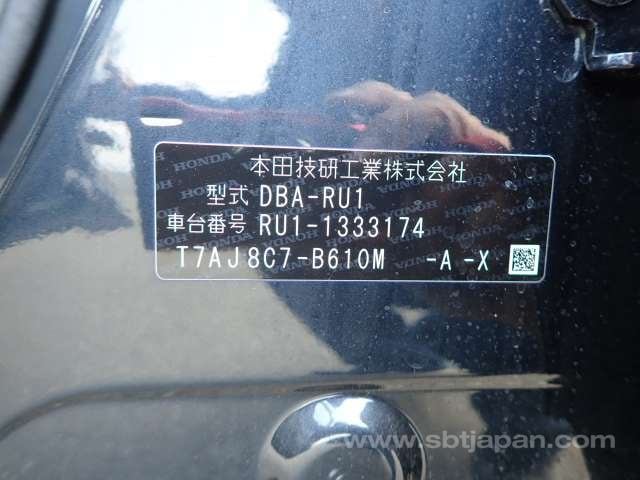 本田技研工業株式会社
型式 DBA-RU1
車台番号 RU1-1333174
T7AJ8C7-B610M -A -X
www.sbtjapan.com